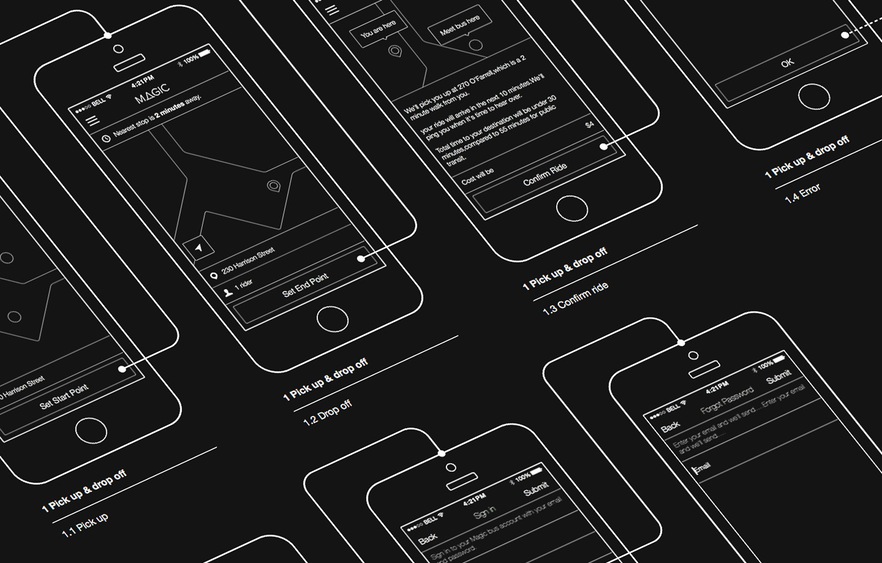 Harrison Street
Set Start Point
1 Pick up & drop off
1.1 Pick up
BELL
4:21PM
100%
MAGIC
Nearest stop is 2 minutes away.
230 Harrison Street
1 rider
Set End Point
1 Pick up & drop off
1.2 Drop off
You are here
Meet bus here
We'll pick you up at 270 O'Farrell,which is a 2
minute walk from you.
your ride will arrive in the next 10 minutes.We'll
ping you when it's time to hear over.
Total time to your destination will be under 30
minutes,compared to 55 minutes for public
transit.
Cost will be $4
Confirm Ride
1 Pick up & drop off
1.3 Confirm ride
OK
1 Pick up & drop off
1.4 Error
BELL
4:21PM
100%
Back
Sign in
Submit
Sign in to your Magic bus account with your email
and password.
BELL
4:21PM
100%
Back
Forgot Password
Submit
Enter your email and we'll send.... Enter your email
and we'll send....
Email